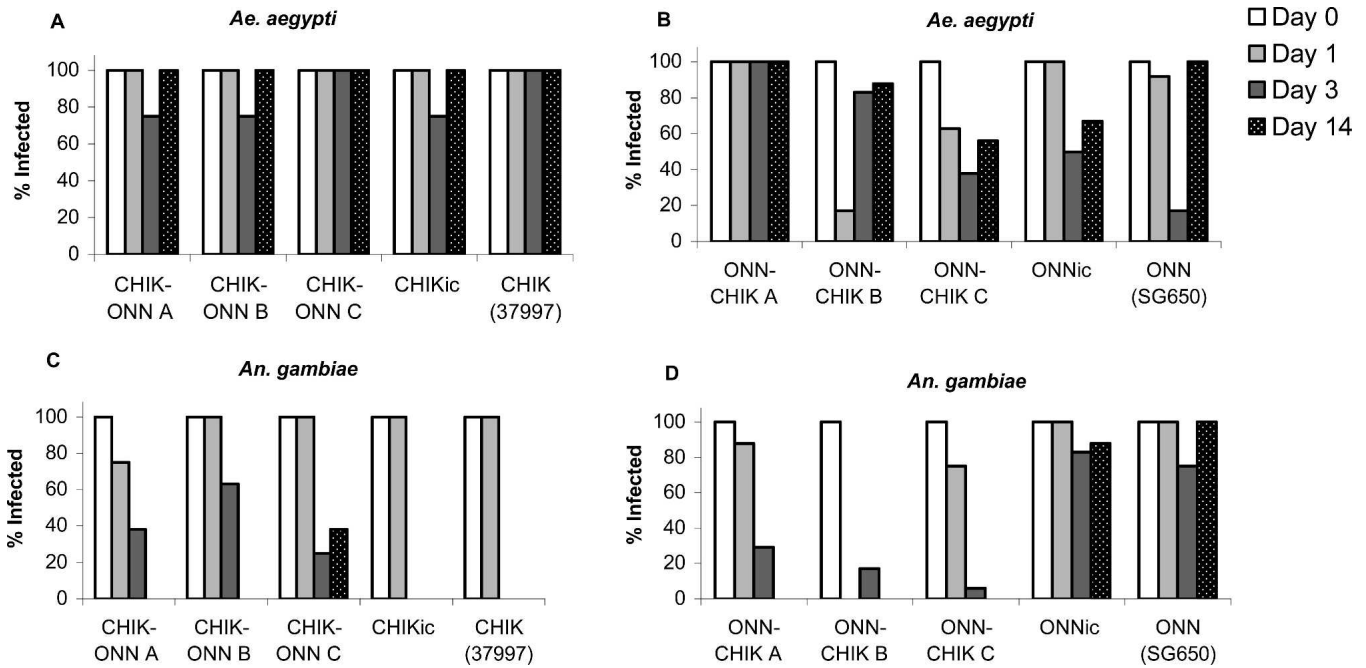 A
Ae. aegypti
% Infected
100
80
60
40
20
0
CHIK-
ONN A
CHIK-
ONN B
CHIK-
ONN C
CHIKic
CHIK
(37997)
B
Ae. aegypti
% Infected
100
80
60
40
20
0
ONN-
CHIK A
ONN-
CHIK B
ONN-
CHIK C
ONNic
ONN
(SG650)
Day 0
Day 1
Day 3
Day 14
C
An. gambiae
% Infected
100
80
60
40
20
0
CHIK-
ONN A
CHIK-
ONN B
CHIK-
ONN C
CHIKic
CHIK
(37997)
D
An. gambiae
% Infected
100
80
60
40
20
0
ONN-
CHIK A
ONN-
CHIK B
ONN-
CHIK C
ONNic
ONN
(SG650)